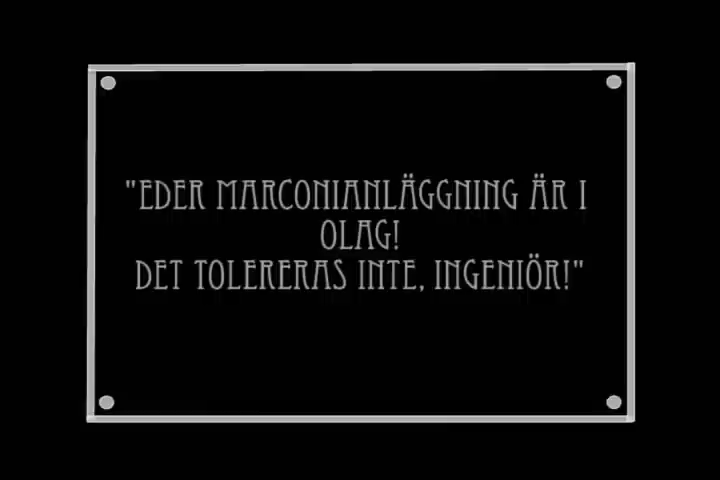 "EDER MARCONIANLÄGGNING ÄR I
OLAG!
DET TOLERERAS INTE, INGENIÖR!"